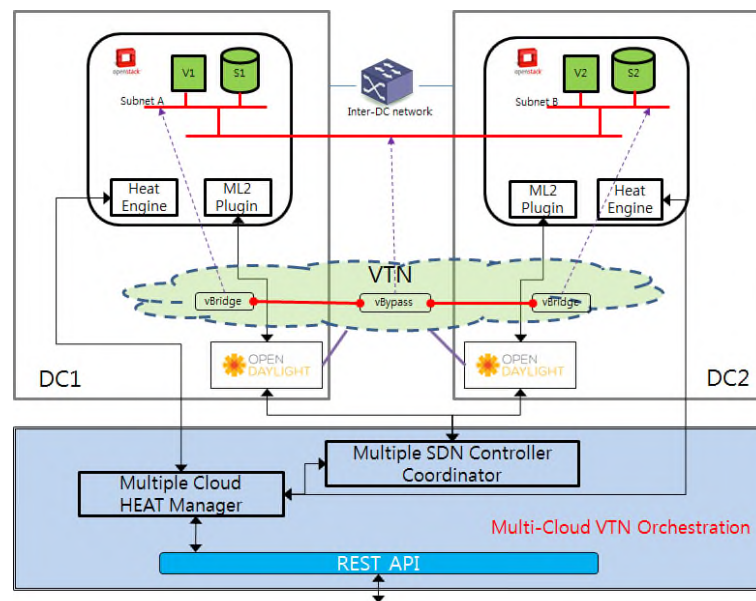 V1
S1
openstack
Subnet A
Inter-DC network
V2
S2
openstack
Subnet B
Heat
Engine
ML2
Plugin
ML2
Plugin
Heat
Engine
VTN
vBridge
vBypass
vBridge
OPEN
DAYLIGHT
OPEN
DAYLIGHT
DC1
DC2
Multiple SDN Controller
Coordinator
Multiple Cloud
HEAT Manager
Multi-Cloud VTN Orchestration
REST API